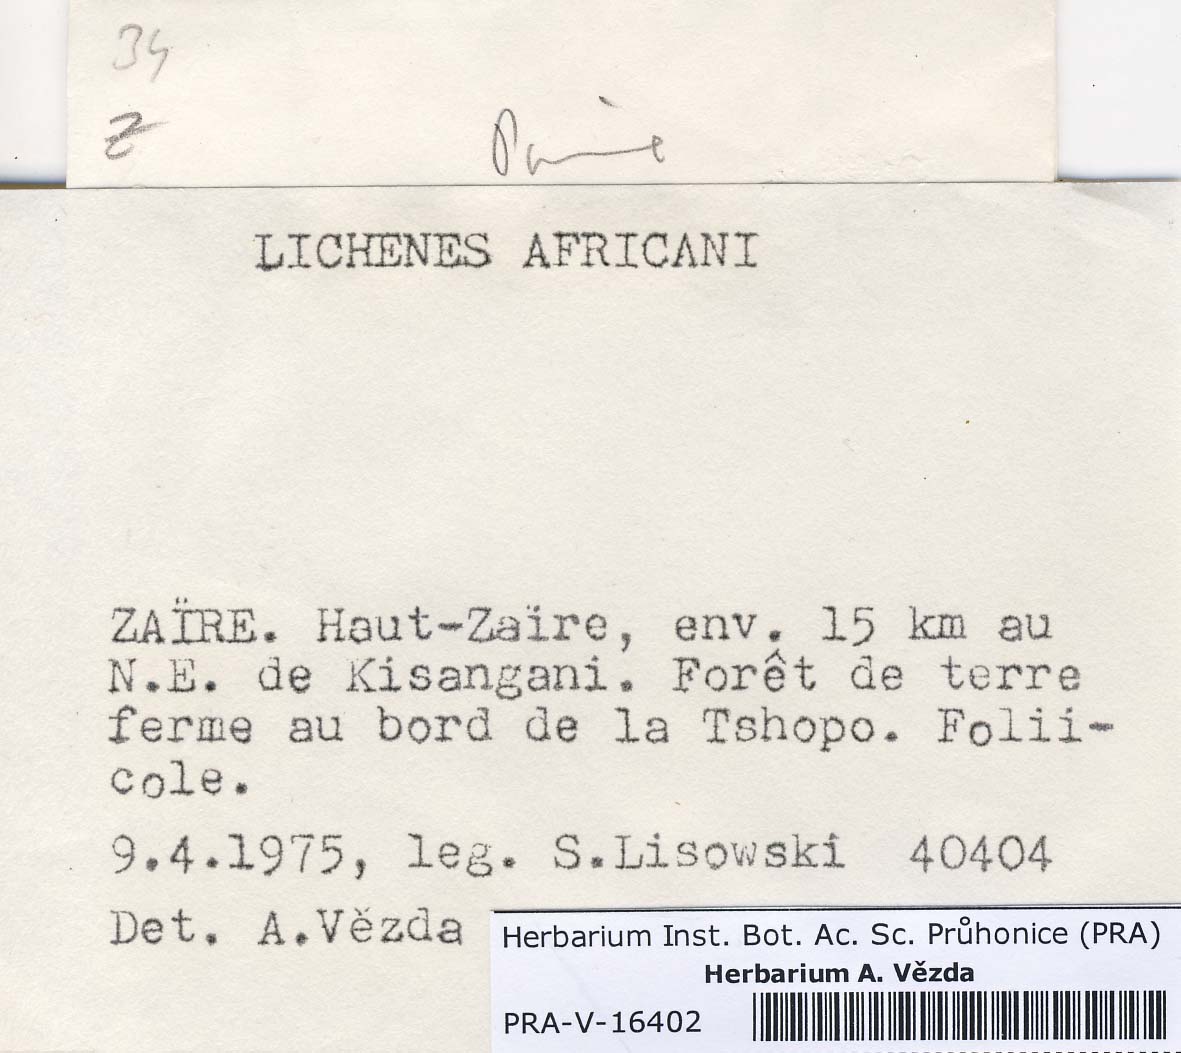 34
Z
LICHENES AFRICANI
ZAÏRE. Haut-Zaïre, env. 15 km au
N.E. de Kisangani. Forêt de terre
ferme au bord de la Tshopo. Folii-
cole.
9.4.1975, leg. S.Lisowski 40404
Det. A.Vězda
Herbarium Inst. Bot. Ac. Sc. Průhonice (PRA)
Herbarium A. Vězda
PRA-V-16402